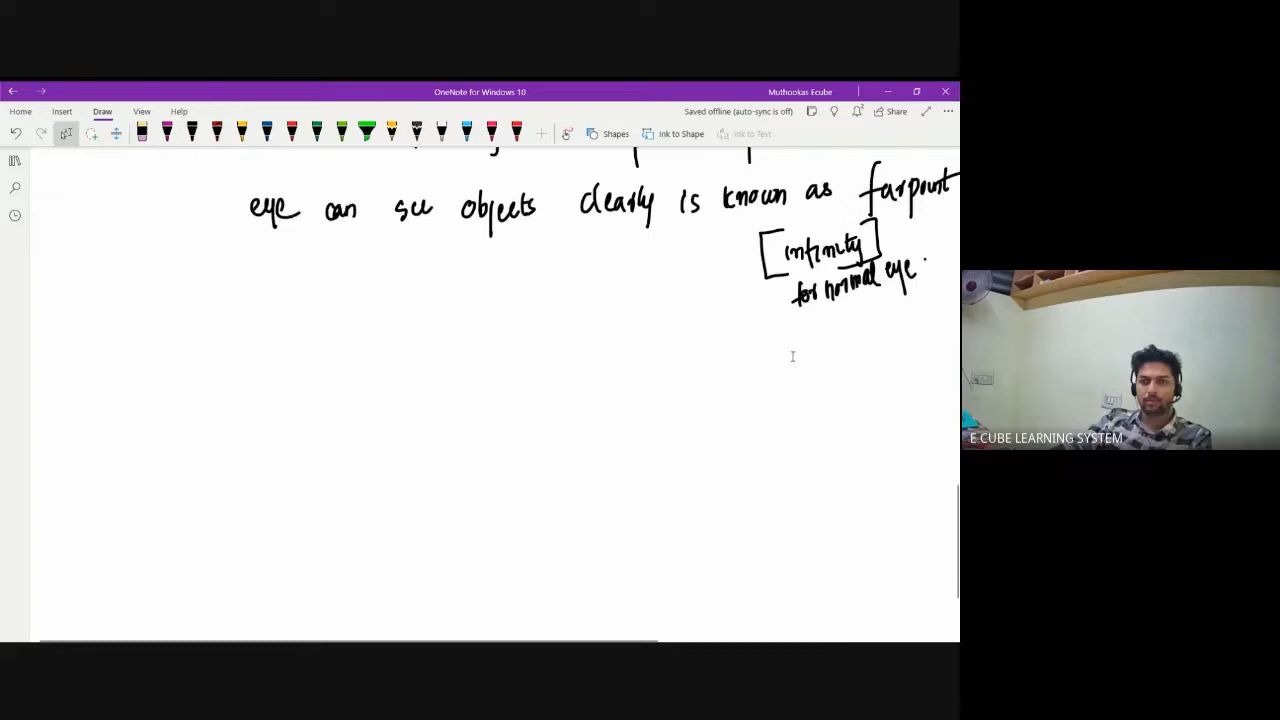 OneNote for Windows 10
Muthookas Ecube
Home Insert Draw View Help
Saved offline (auto-sync is off)
Share
Shapes
Ink to Shape
Ink to Text
eye can see objects clearly is known as farpoint
[infinity]
for normal eye.
E CUBE LEARNING SYSTEM